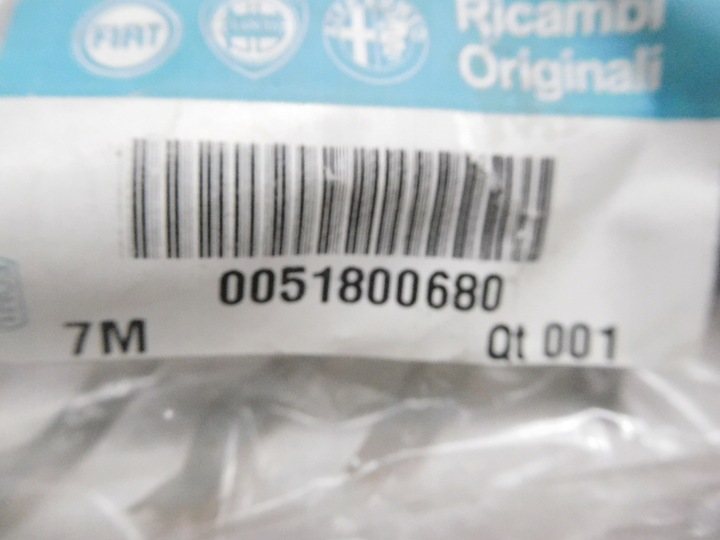 FIAT
Ricambi
Originali
0051800680
7M
Qt 001